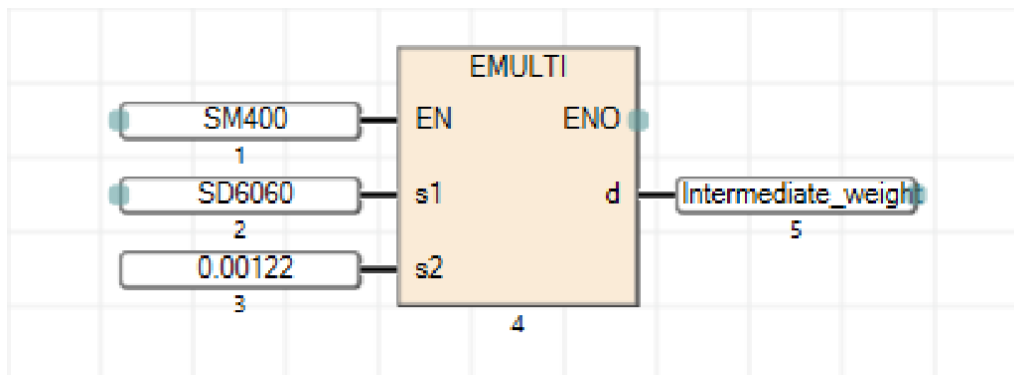 EMULTI
SM400 EN ENO
1
SD6060 s1 d Intermediate_weight
2 5
0.00122 s2
3
4